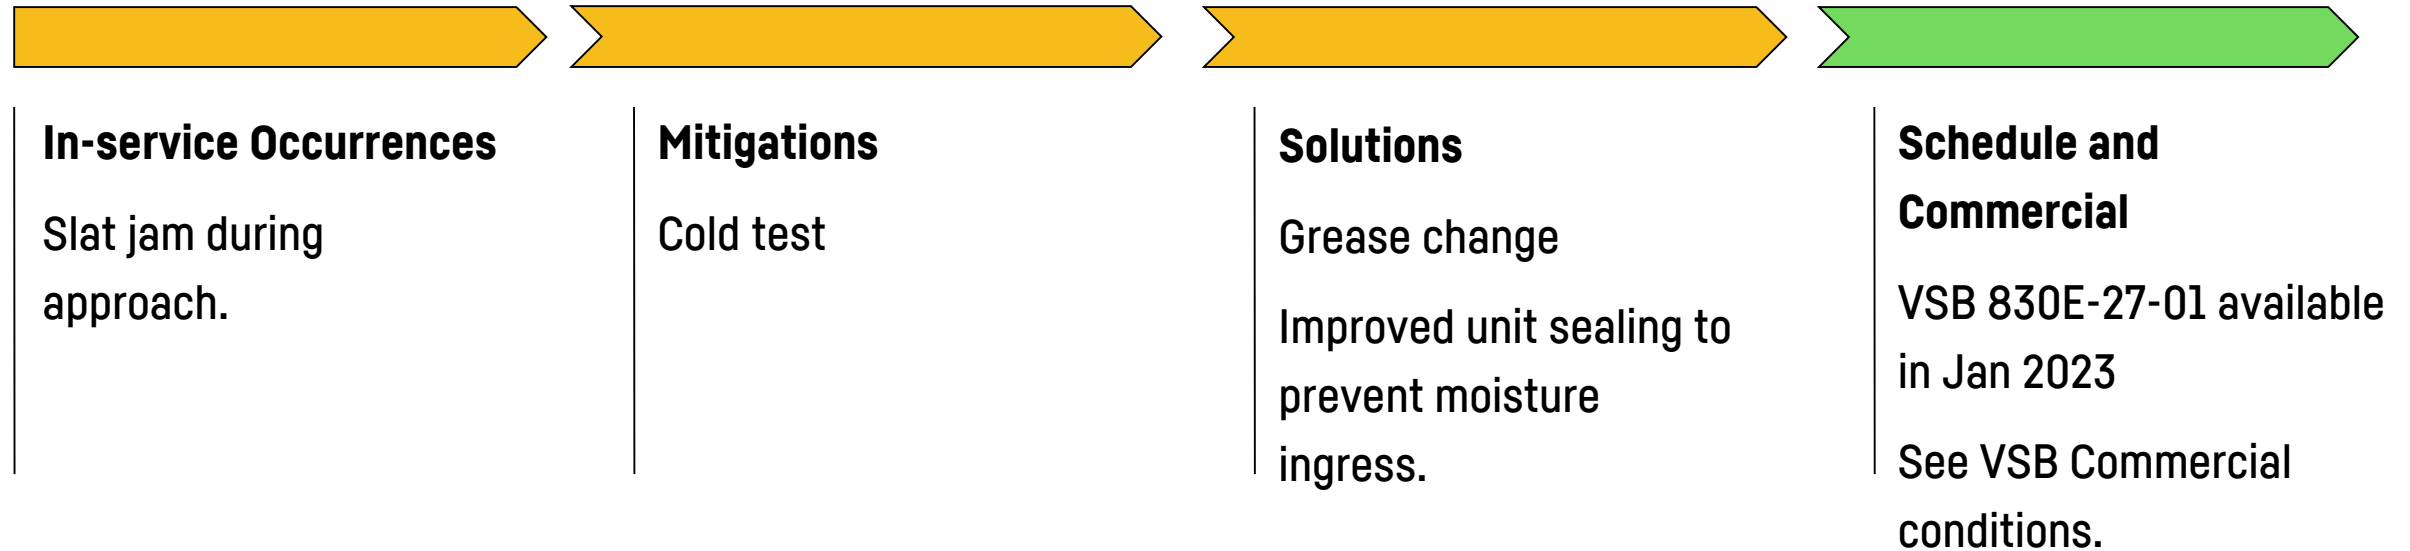 In-service Occurrences
Slat jam during
approach.
Mitigations
Cold test
Solutions
Grease change
Improved unit sealing to
prevent moisture
ingress.
Schedule and
Commercial
VSB 830E-27-01 available
in Jan 2023
See VSB Commercial
conditions.